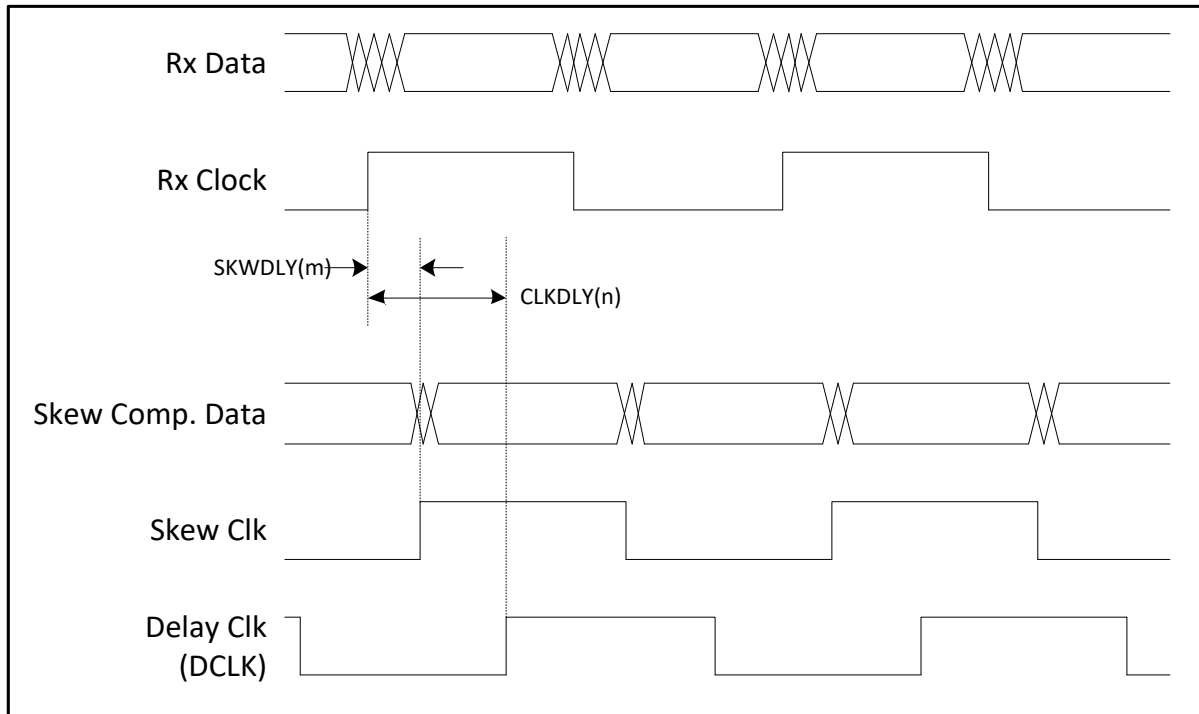 Rx Data
Rx Clock
SKWDLY(m)
CLKDLY(n)
Skew Comp. Data
Skew Clk
Delay Clk
(DCLK)